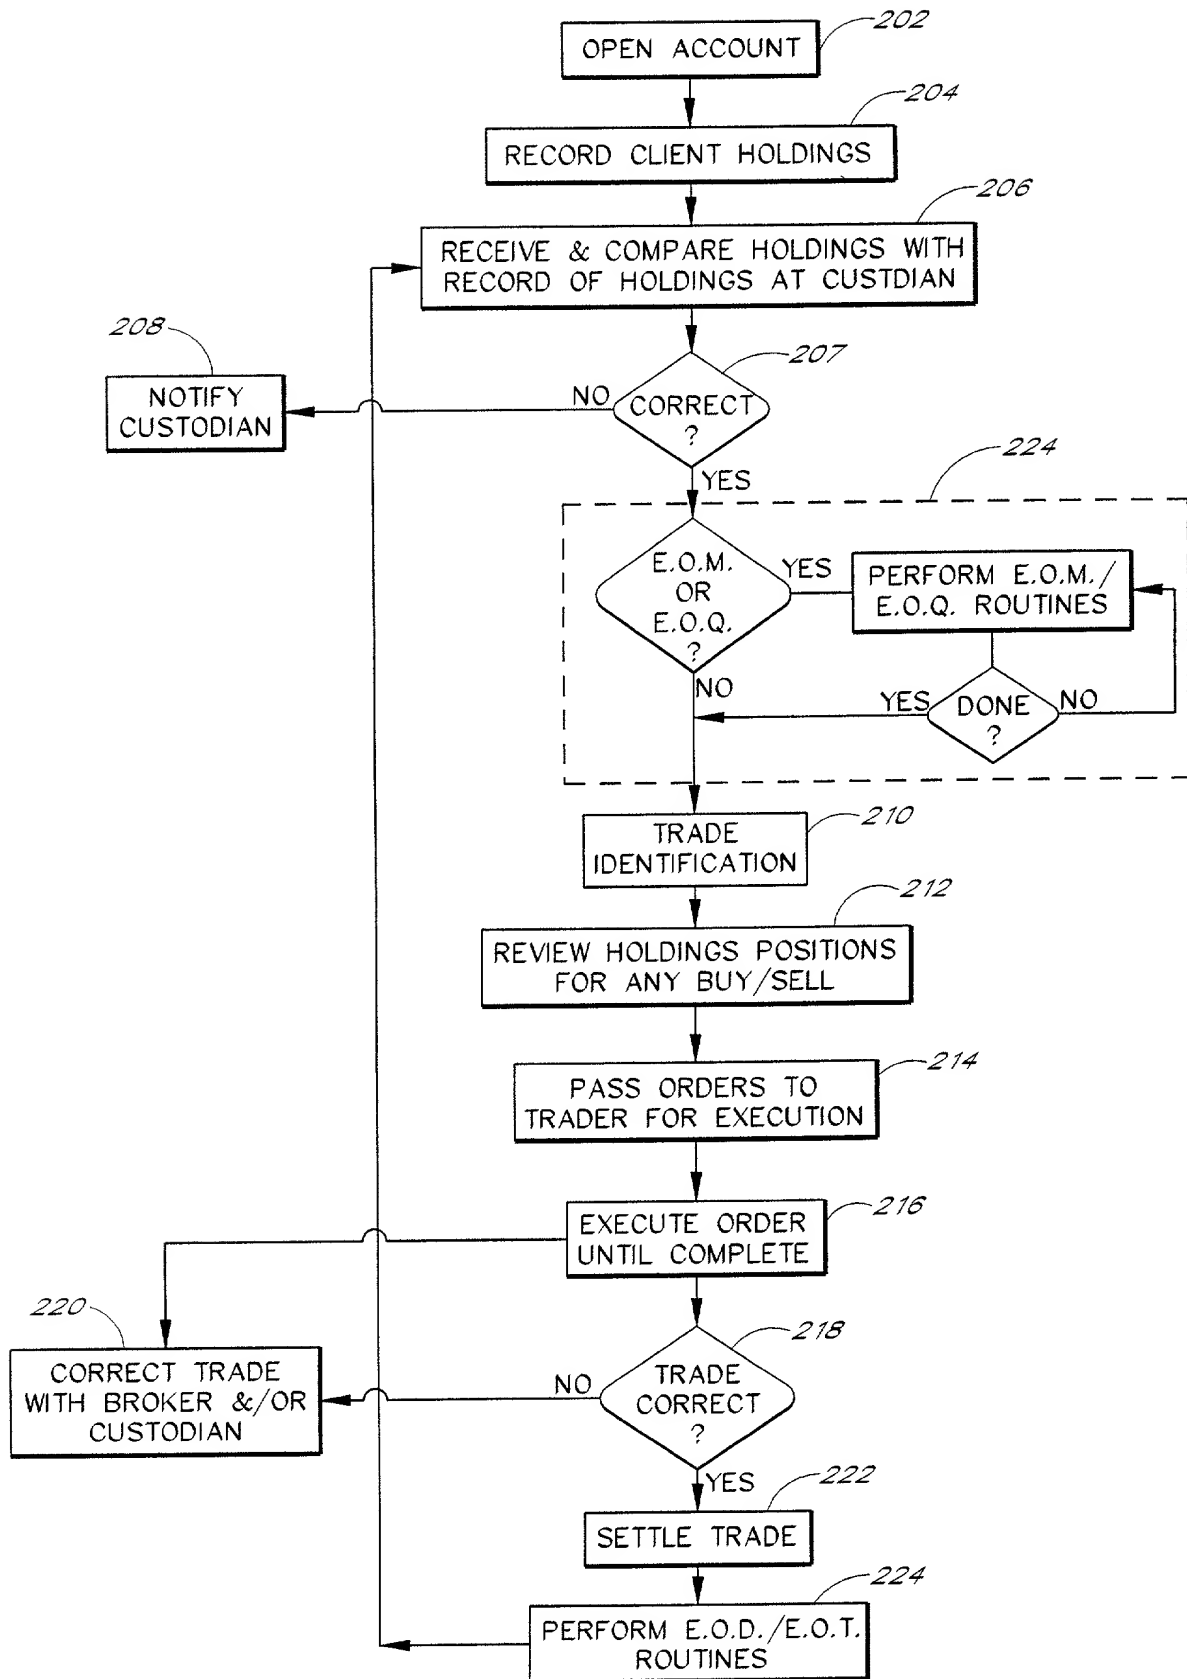 202
OPEN ACCOUNT
204
RECORD CLIENT HOLDINGS
206
RECEIVE & COMPARE HOLDINGS WITH
RECORD OF HOLDINGS AT CUSTDIAN
208
NOTIFY
CUSTODIAN
207
NO
CORRECT
?
YES
224
E.O.M.
OR
E.O.Q.
?
YES
PERFORM E.O.M./
E.O.Q. ROUTINES
NO
YES
DONE
?
NO
210
TRADE
IDENTIFICATION
212
REVIEW HOLDINGS POSITIONS
FOR ANY BUY/SELL
214
PASS ORDERS TO
TRADER FOR EXECUTION
216
EXECUTE ORDER
UNTIL COMPLETE
220
CORRECT TRADE
WITH BROKER &/OR
CUSTODIAN
218
NO
TRADE
CORRECT
?
YES
222
SETTLE TRADE
224
PERFORM E.O.D./E.O.T.
ROUTINES